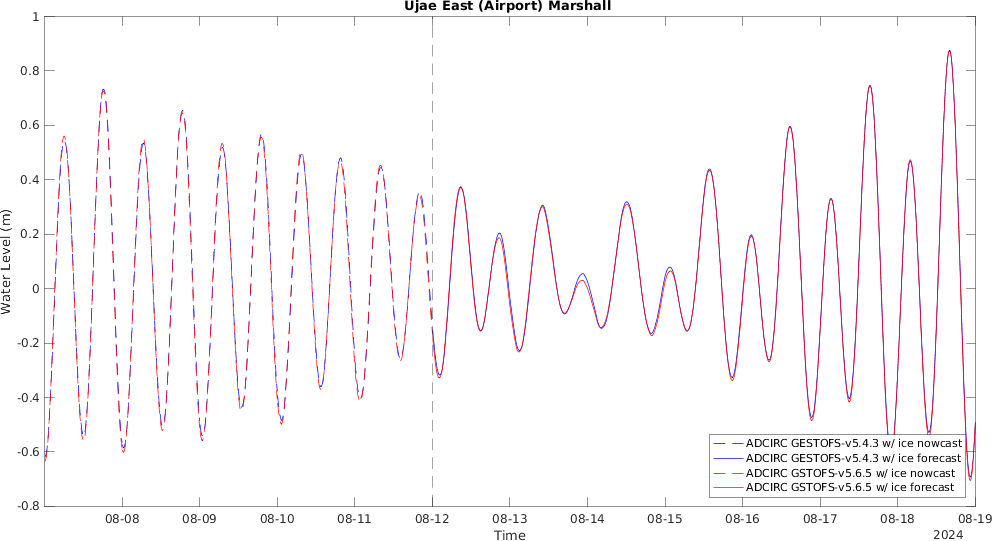 Ujae East (Airport) Marshall
Water Level (m)
1
0.8
0.6
0.4
0.2
0
-0.2
-0.4
-0.6
-0.8
08-08 08-09 08-10 08-11 08-12 08-13 08-14 08-15 08-16 08-17 08-18 08-19
Time
2024
ADCIRC GESTOFS-v5.4.3 w/ ice nowcast
ADCIRC GESTOFS-v5.4.3 w/ ice forecast
ADCIRC GSTOFS-v5.6.5 w/ ice nowcast
ADCIRC GSTOFS-v5.6.5 w/ ice forecast